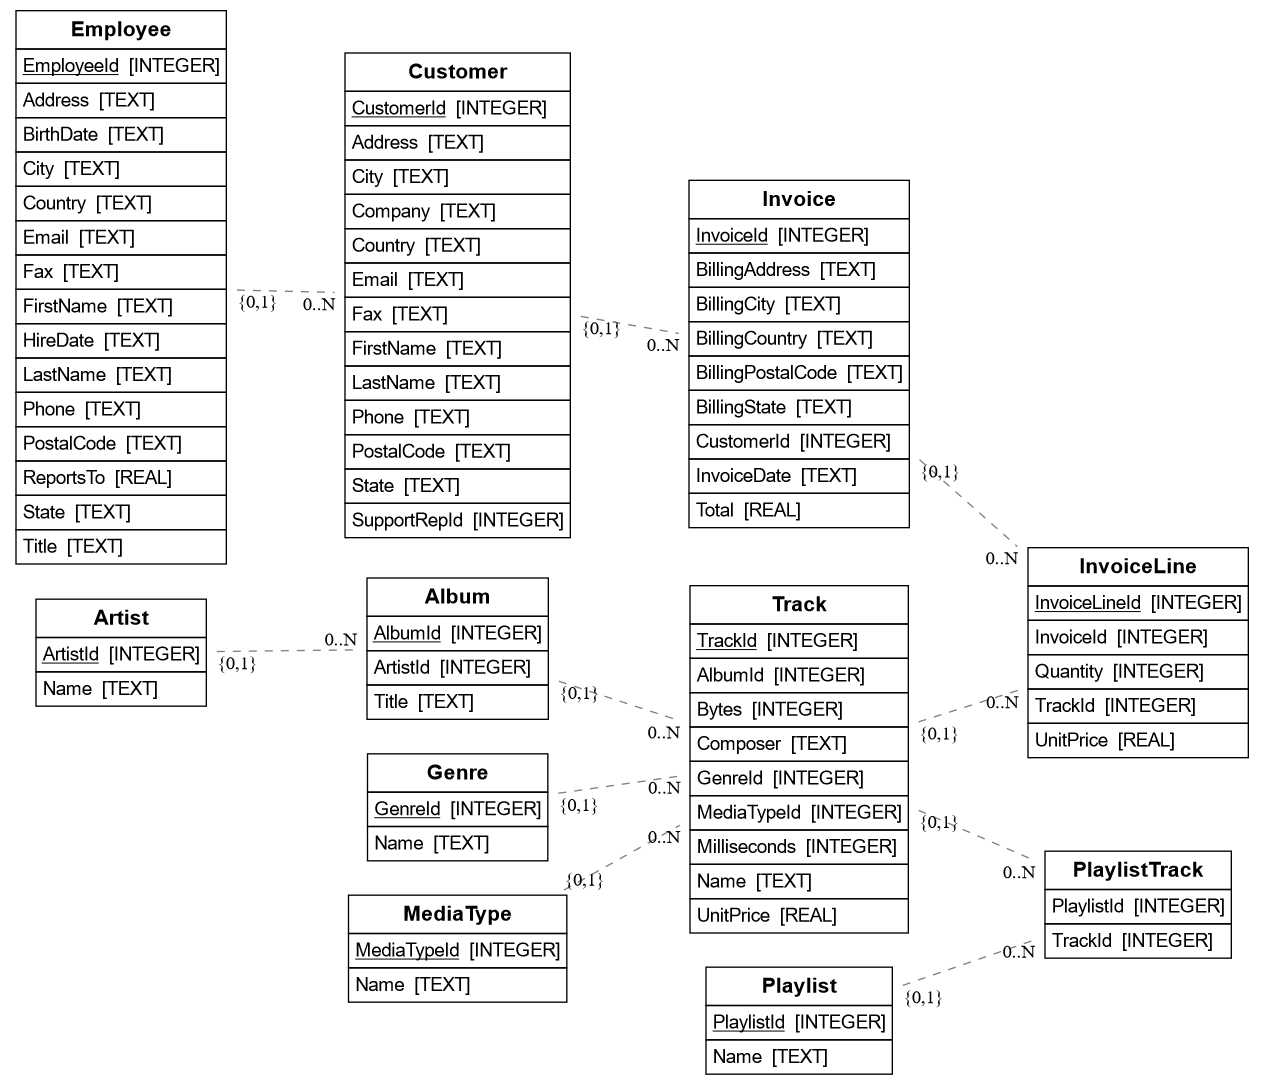 Employee
EmployeeId [INTEGER]
Address [TEXT]
BirthDate [TEXT]
City [TEXT]
Country [TEXT]
Email [TEXT]
Fax [TEXT]
FirstName [TEXT]
HireDate [TEXT]
LastName [TEXT]
Phone [TEXT]
PostalCode [TEXT]
ReportsTo [REAL]
State [TEXT]
Title [TEXT]
{0,1}
0..N
Customer
CustomerId [INTEGER]
Address [TEXT]
City [TEXT]
Company [TEXT]
Country [TEXT]
Email [TEXT]
Fax [TEXT]
FirstName [TEXT]
LastName [TEXT]
Phone [TEXT]
PostalCode [TEXT]
State [TEXT]
SupportRepId [INTEGER]
{0,1}
0..N
Invoice
InvoiceId [INTEGER]
BillingAddress [TEXT]
BillingCity [TEXT]
BillingCountry [TEXT]
BillingPostalCode [TEXT]
BillingState [TEXT]
CustomerId [INTEGER]
InvoiceDate [TEXT]
Total [REAL]
{0,1}
0..N
InvoiceLine
InvoiceLineId [INTEGER]
InvoiceId [INTEGER]
Quantity [INTEGER]
TrackId [INTEGER]
UnitPrice [REAL]
Artist
ArtistId [INTEGER]
Name [TEXT]
{0,1}
0..N
Album
AlbumId [INTEGER]
ArtistId [INTEGER]
Title [TEXT]
{0,1}
0..N
Genre
GenreId [INTEGER]
Name [TEXT]
{0,1}
0..N
MediaType
MediaTypeId [INTEGER]
Name [TEXT]
{0,1}
0..N
Track
TrackId [INTEGER]
AlbumId [INTEGER]
Bytes [INTEGER]
Composer [TEXT]
GenreId [INTEGER]
MediaTypeId [INTEGER]
Milliseconds [INTEGER]
Name [TEXT]
UnitPrice [REAL]
{0,1}
0..N
{0,1}
0..N
PlaylistTrack
PlaylistId [INTEGER]
TrackId [INTEGER]
Playlist
PlaylistId [INTEGER]
Name [TEXT]
{0,1}
0..N